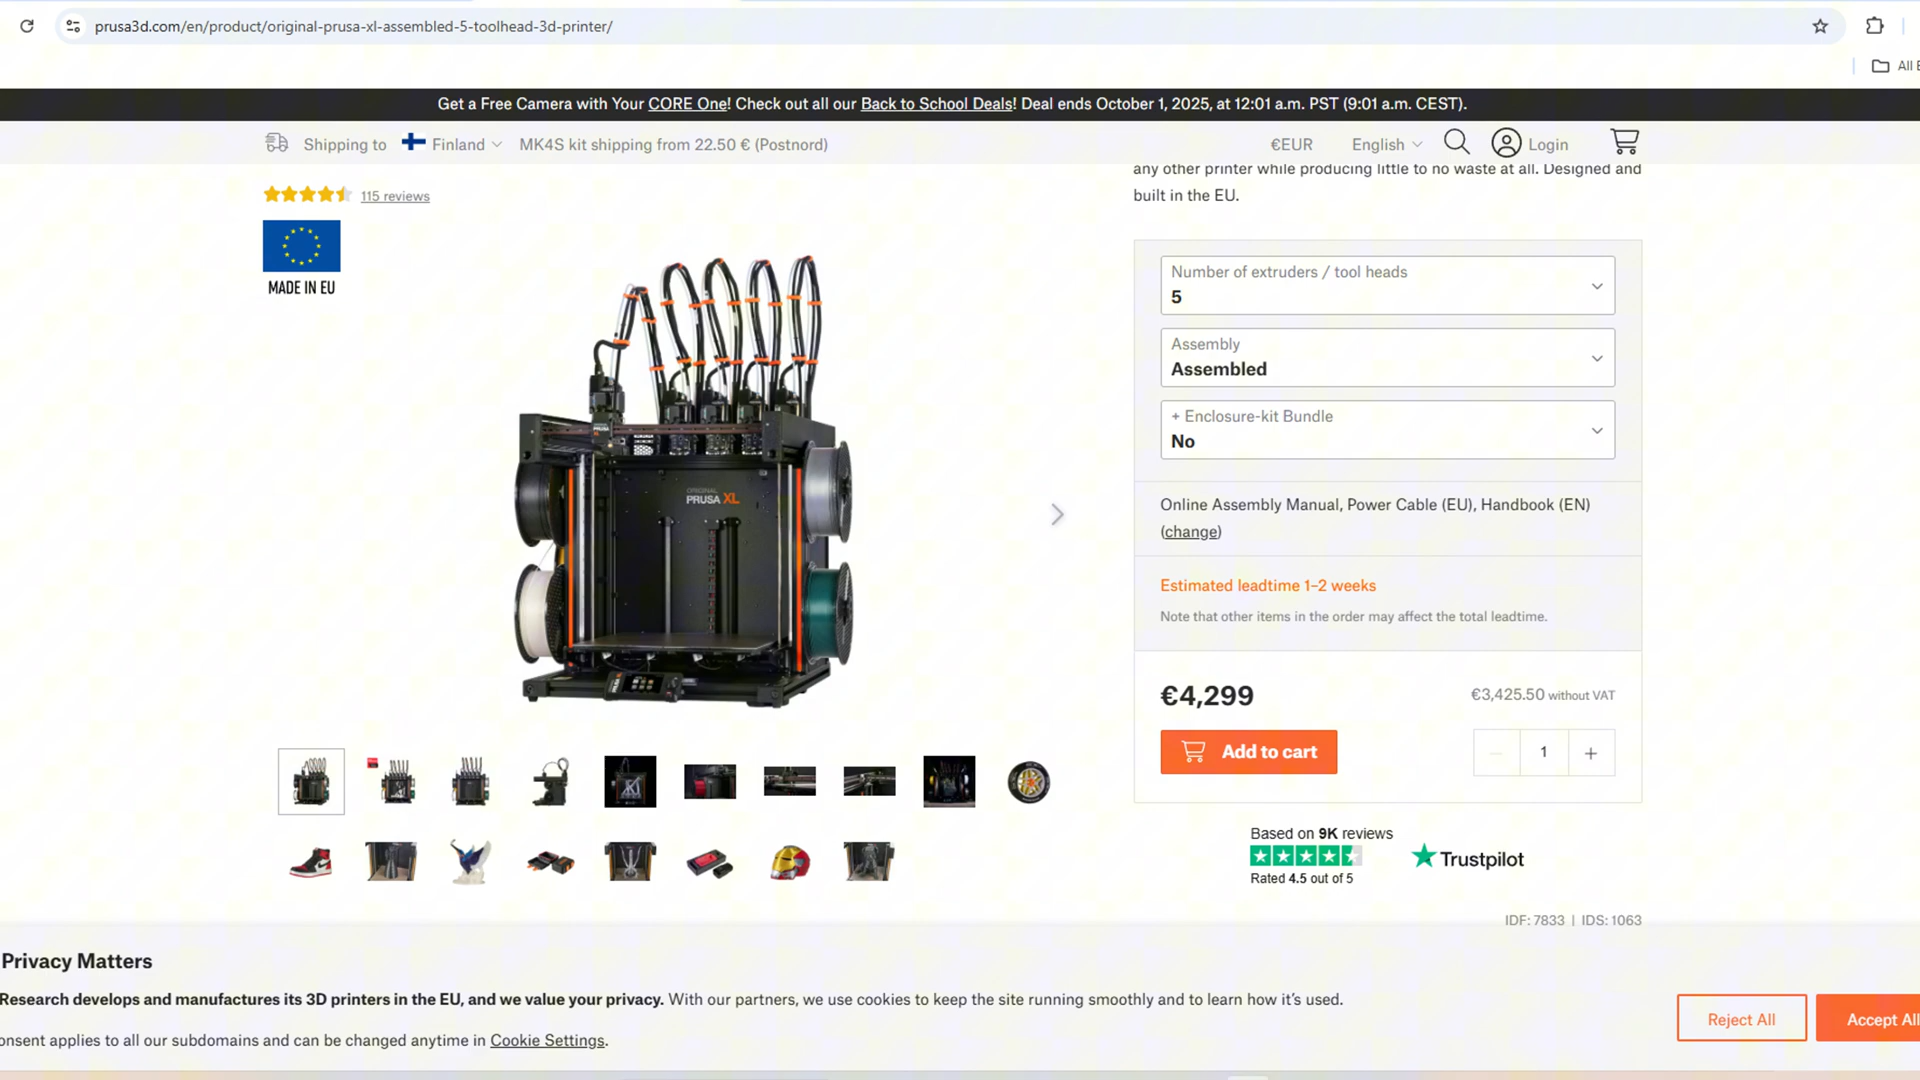 prusa3d.com/en/product/original-prusa-xl-assembled-5-toolhead-3d-printer/
All
Get a Free Camera with Your CORE One! Check out all our Back to School Deals! Deal ends October 1, 2025, at 12:01 a.m. PST (9:01 a.m. CEST).
Shipping to Finland MK4S kit shipping from 22.50 € (Postnord)
€EUR English Login
any other printer while producing little to no waste at all. Designed and
built in the EU.
115 reviews
MADE IN EU
ORIGINAL
PRUSA XL
Number of extruders / tool heads
5
Assembly
Assembled
+ Enclosure-kit Bundle
No
Online Assembly Manual, Power Cable (EU), Handbook (EN)
(change)
Estimated leadtime 1–2 weeks
Note that other items in the order may affect the total leadtime.
€4,299
€3,425.50 without VAT
Add to cart
1
Based on 9K reviews
Trustpilot
Rated 4.5 out of 5
IDF: 7833 | IDS: 1063
Privacy Matters
Research develops and manufactures its 3D printers in the EU, and we value your privacy. With our partners, we use cookies to keep the site running smoothly and to learn how it's used.
onsent applies to all our subdomains and can be changed anytime in Cookie Settings.
Reject All
Accept All